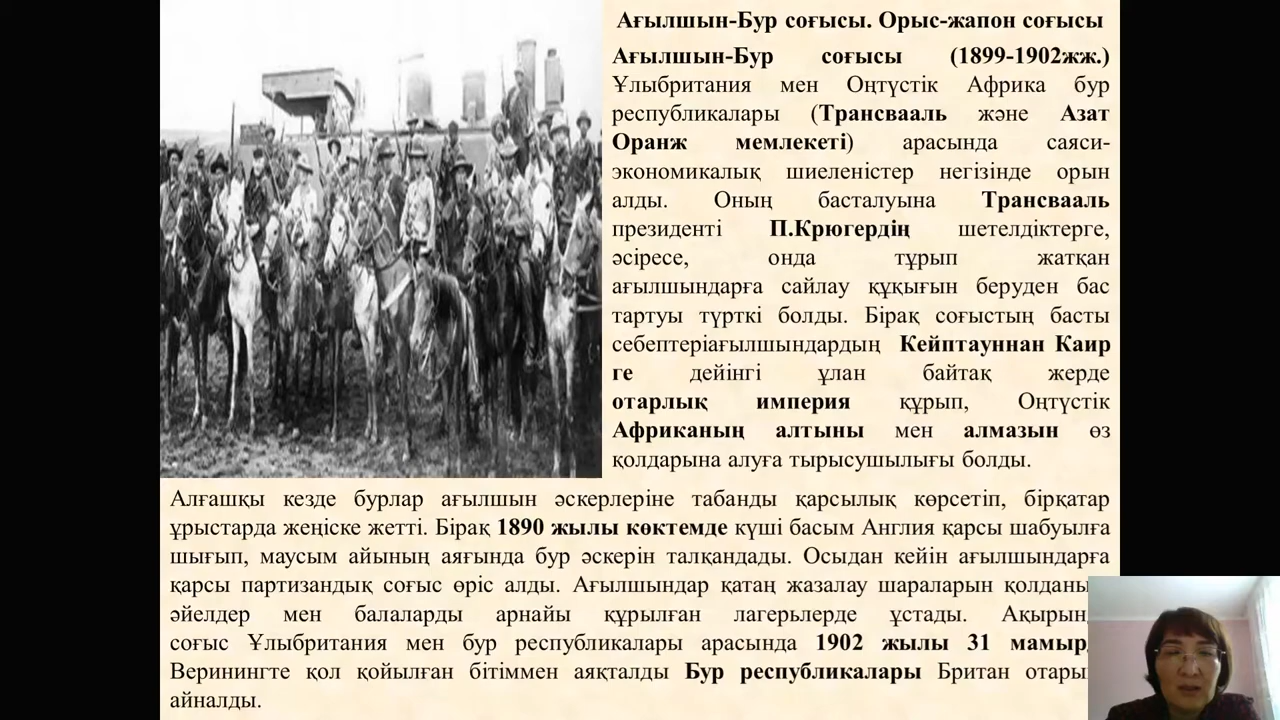 Ағылшын-Бур соғысы. Орыс-жапон соғысы
Ағылшын-Бур соғысы (1899-1902жж.)
Ұлыбритания мен Оңтүстік Африка бур
республикалары (Трансвааль және Азат
Оранж мемлекеті) арасында саяси-
экономикалық шиеленістер негізінде орын
алды. Оның басталуына Трансвааль
президенті П.Крюгердің шетелдіктерге,
әсіресе, онда тұрып жатқан
ағылшындарға сайлау құқығын беруден бас
тартуы түрткі болды. Бірақ соғыстың басты
себептеріағылшындардың Кейптауннан Каир
ге дейінгі ұлан байтақ жерде
отарлық империя құрып, Оңтүстік
Африканың алтыны мен алмазын өз
қолдарына алуға тырысушылығы болды.
Алғашқы кезде бурлар ағылшын әскерлеріне табанды қарсылық көрсетіп, бірқатар
ұрыстарда жеңіске жетті. Бірақ 1890 жылы көктемде күші басым Англия қарсы шабуылға
шығып, маусым айының аяғында бур әскерін талқандады. Осыдан кейін ағылшындарға
қарсы партизандық соғыс өріс алды. Ағылшындар қатаң жазалау шараларын
әйелдер мен балаларды арнайы құрылған лагерьлерде ұстады.
соғыс Ұлыбритания мен бур республикалары арасында 1902 жылы 31
Веринингте қол қойылған бітіммен аяқталды Бур республикалары Британ
айналды.